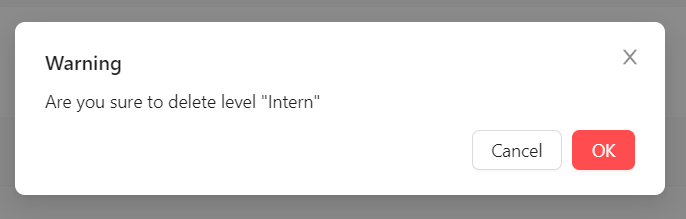 Warning
Are you sure to delete level "Intern"
Cancel OK